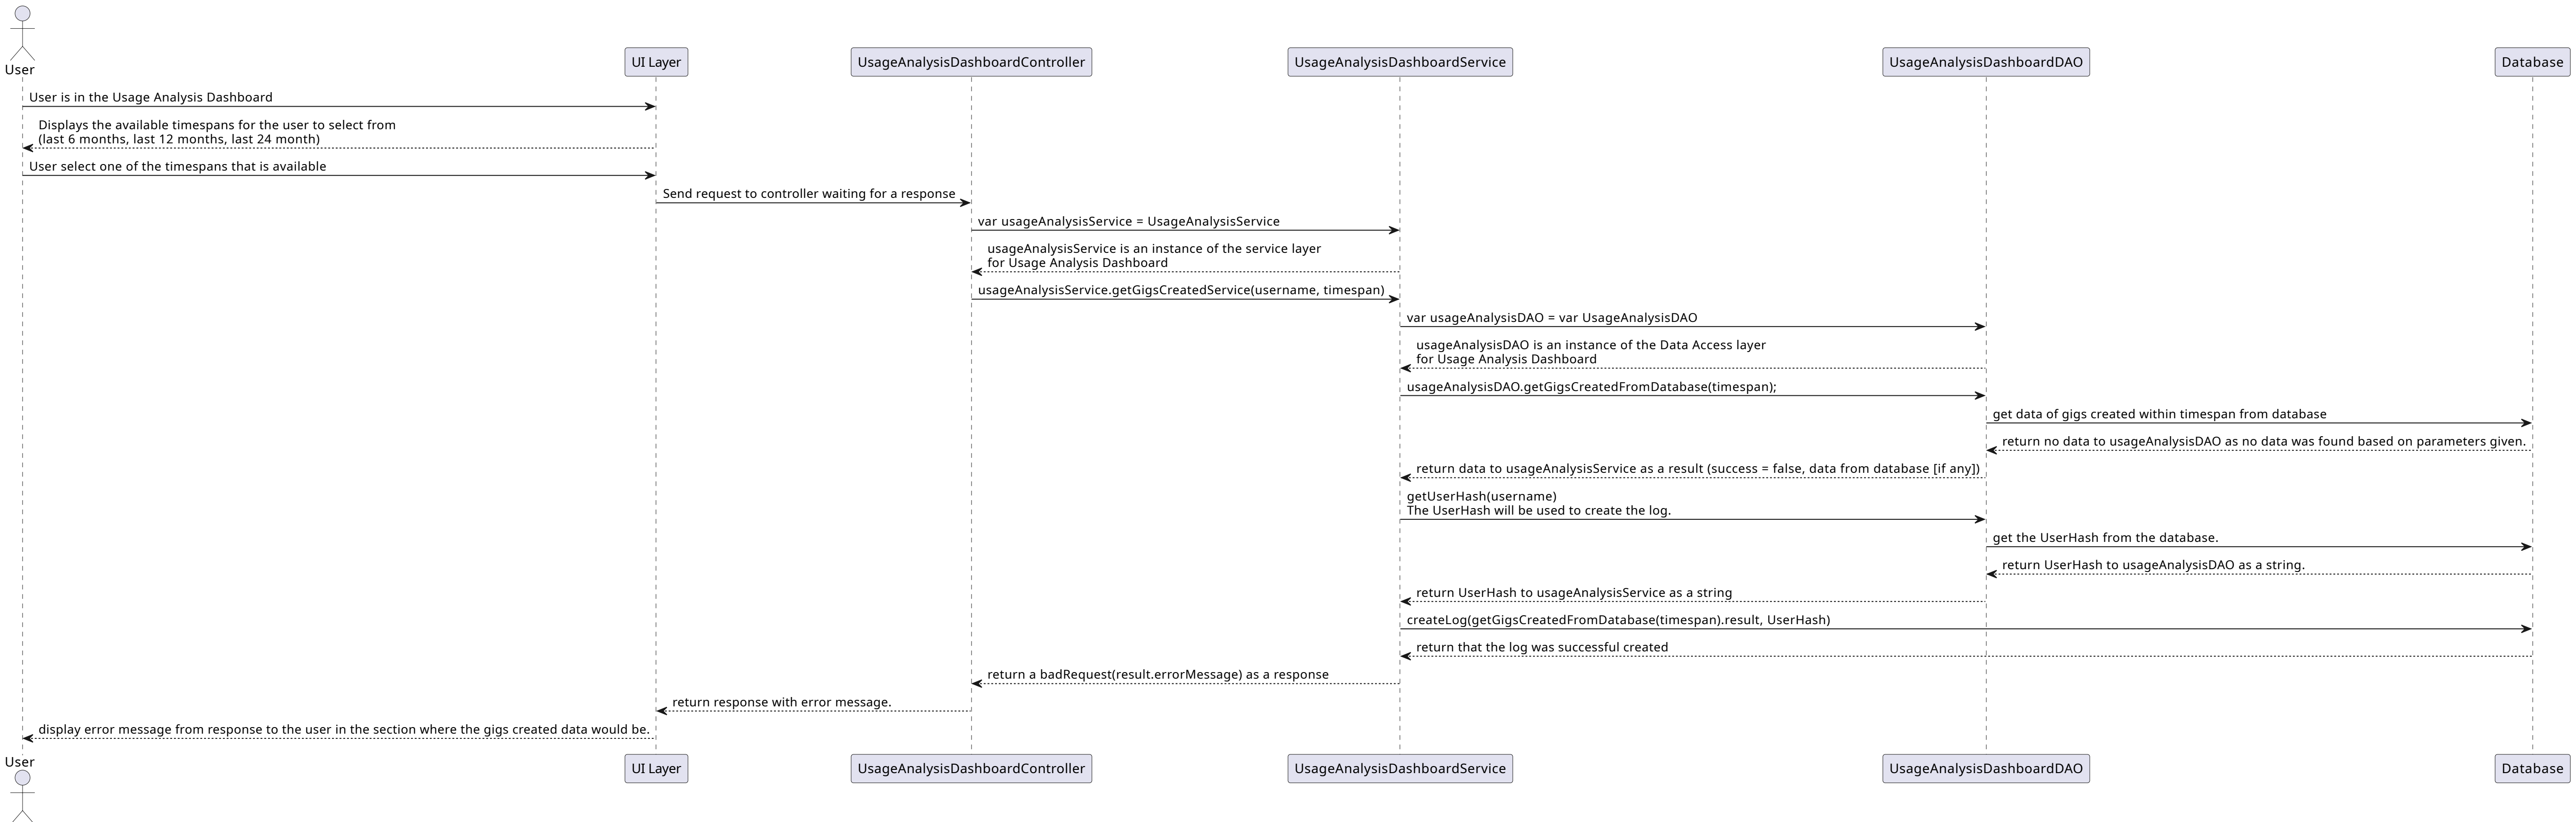 User
UI Layer
UsageAnalysisDashboardController
UsageAnalysisDashboardService
UsageAnalysisDashboardDAO
Database
User is in the Usage Analysis Dashboard
Displays the available timespans for the user to select from
(last 6 months, last 12 months, last 24 month)
User select one of the timespans that is available
Send request to controller waiting for a response
var usageAnalysisService = UsageAnalysisService
usageAnalysisService is an instance of the service layer
for Usage Analysis Dashboard
usageAnalysisService.getGigsCreatedService(username, timespan)
var usageAnalysisDAO = var UsageAnalysisDAO
usageAnalysisDAO is an instance of the Data Access layer
for Usage Analysis Dashboard
usageAnalysisDAO.getGigsCreatedFromDatabase(timespan);
get data of gigs created within timespan from database
return no data to usageAnalysisDAO as no data was found based on parameters given.
return data to usageAnalysisService as a result (success = false, data from database [if any])
getUserHash(username)
The UserHash will be used to create the log.
get the UserHash from the database.
return UserHash to usageAnalysisDAO as a string.
return UserHash to usageAnalysisService as a string
createLog(getGigsCreatedFromDatabase(timespan).result, UserHash)
return that the log was successful created
return a badRequest(result.errorMessage) as a response
return response with error message.
display error message from response to the user in the section where the gigs created data would be.
User
UI Layer
UsageAnalysisDashboardController
UsageAnalysisDashboardService
UsageAnalysisDashboardDAO
Database